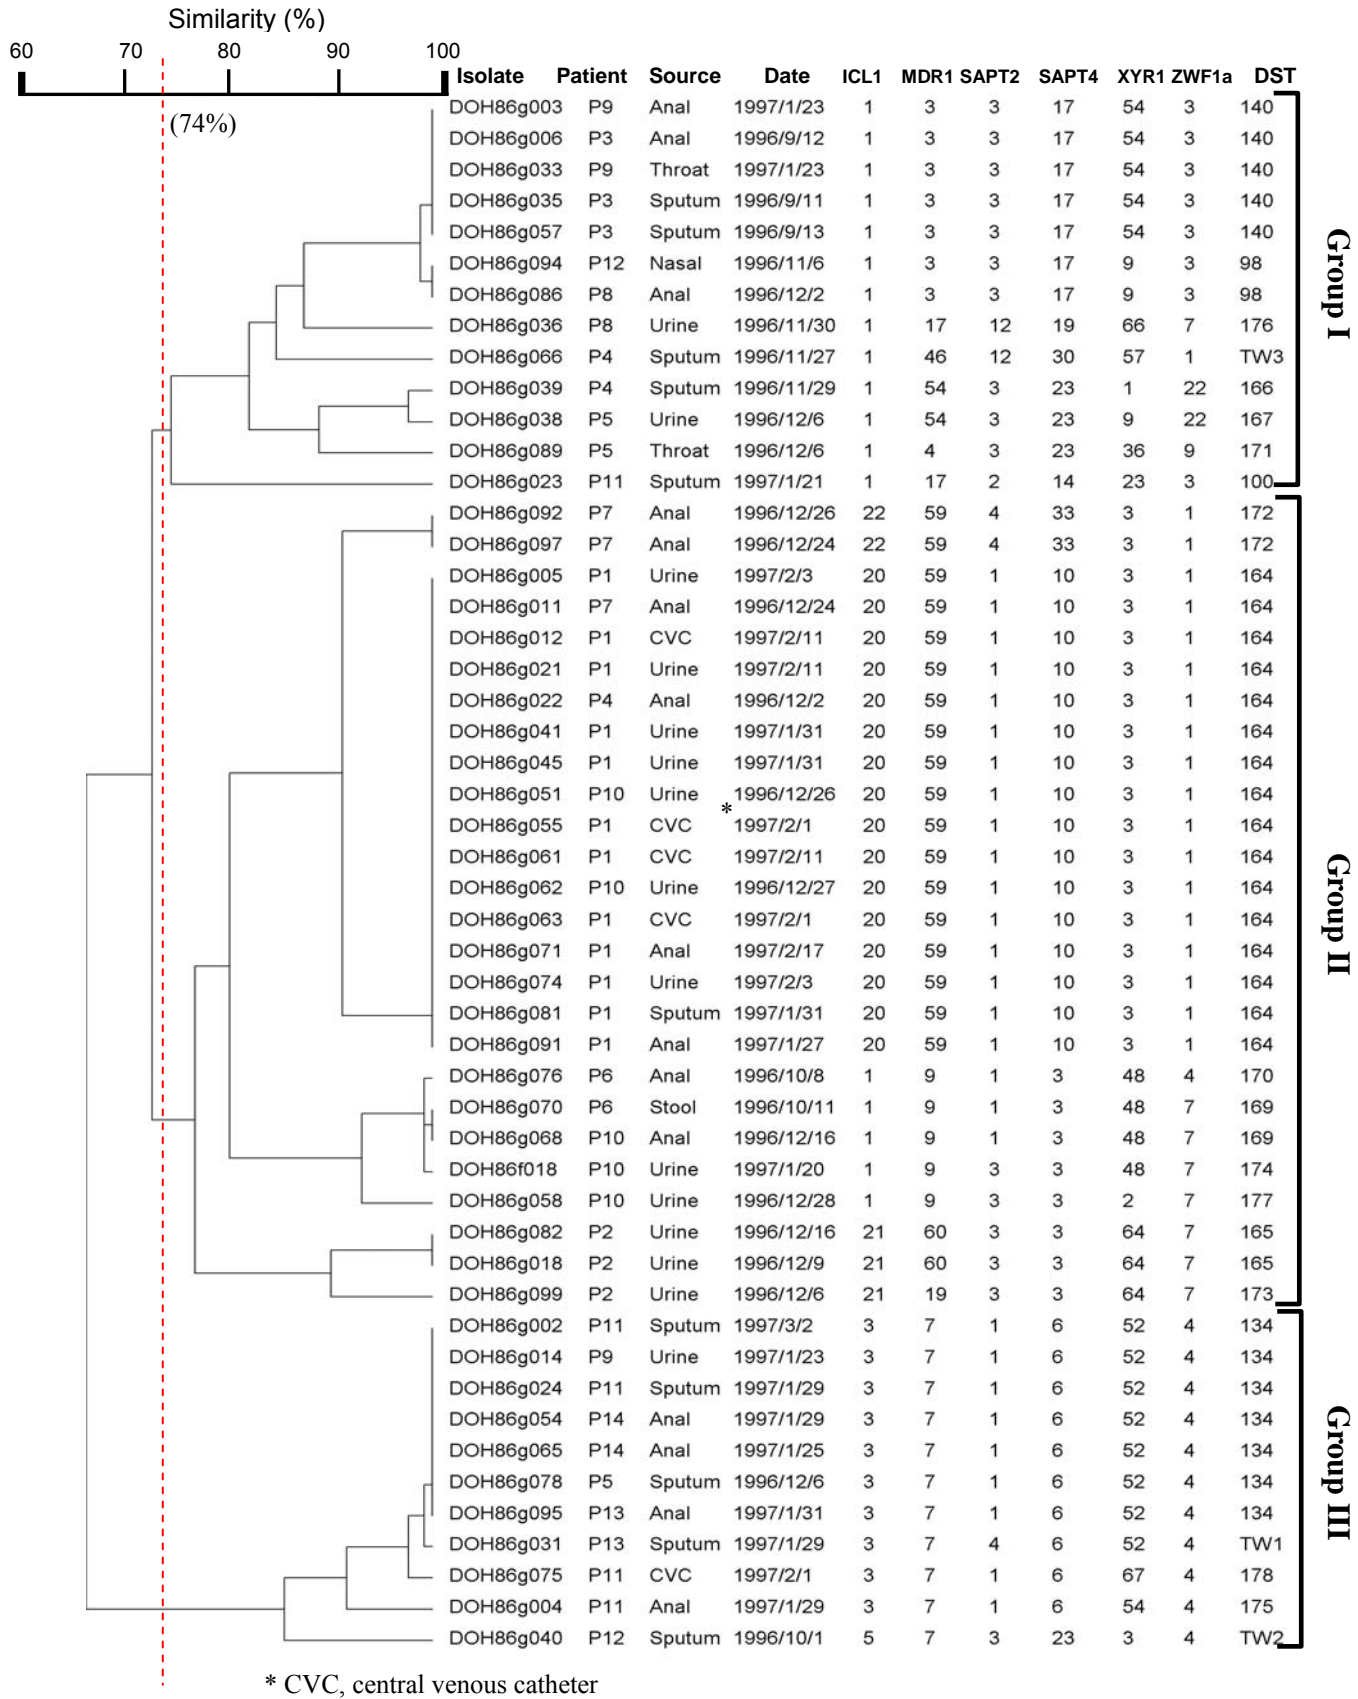 Similarity (%)
60 70 80 90 100
Isolate Patient Source Date ICL1 MDR1 SAPT2 SAPT4 XYR1 ZWF1a DST
(74%)
DOH86g003 P9 Anal 1997/1/23 1 3 3 17 54 3 140
DOH86g006 P3 Anal 1996/9/12 1 3 3 17 54 3 140
DOH86g033 P9 Throat 1997/1/23 1 3 3 17 54 3 140
DOH86g035 P3 Sputum 1996/9/11 1 3 3 17 54 3 140
DOH86g057 P3 Sputum 1996/9/13 1 3 3 17 54 3 140
DOH86g094 P12 Nasal 1996/11/6 1 3 3 17 9 3 98
DOH86g086 P8 Anal 1996/12/2 1 3 3 17 9 3 98
DOH86g036 P8 Urine 1996/11/30 1 17 12 19 66 7 176
DOH86g066 P4 Sputum 1996/11/27 1 46 12 30 57 1 TW3
DOH86g039 P4 Sputum 1996/11/29 1 54 3 23 1 22 166
DOH86g038 P5 Urine 1996/12/6 1 54 3 23 9 22 167
DOH86g089 P5 Throat 1996/12/6 1 4 3 23 36 9 171
DOH86g023 P11 Sputum 1997/1/21 1 17 2 14 23 3 100
Group I
DOH86g092 P7 Anal 1996/12/26 22 59 4 33 3 1 172
DOH86g097 P7 Anal 1996/12/24 22 59 4 33 3 1 172
DOH86g005 P1 Urine 1997/2/3 20 59 1 10 3 1 164
DOH86g011 P7 Anal 1996/12/24 20 59 1 10 3 1 164
DOH86g012 P1 CVC 1997/2/11 20 59 1 10 3 1 164
DOH86g021 P1 Urine 1997/2/11 20 59 1 10 3 1 164
DOH86g022 P4 Anal 1996/12/2 20 59 1 10 3 1 164
DOH86g041 P1 Urine 1997/1/31 20 59 1 10 3 1 164
DOH86g045 P1 Urine 1997/1/31 20 59 1 10 3 1 164
DOH86g051 P10 Urine 1996/12/26 20 59 1 10 3 1 164
DOH86g055 P1 CVC * 1997/2/1 20 59 1 10 3 1 164
DOH86g061 P1 CVC 1997/2/11 20 59 1 10 3 1 164
DOH86g062 P10 Urine 1996/12/27 20 59 1 10 3 1 164
DOH86g063 P1 CVC 1997/2/1 20 59 1 10 3 1 164
DOH86g071 P1 Anal 1997/2/17 20 59 1 10 3 1 164
DOH86g074 P1 Urine 1997/2/3 20 59 1 10 3 1 164
DOH86g081 P1 Sputum 1997/1/31 20 59 1 10 3 1 164
DOH86g091 P1 Anal 1997/1/27 20 59 1 10 3 1 164
DOH86g076 P6 Anal 1996/10/8 1 9 1 3 48 4 170
DOH86g070 P6 Stool 1996/10/11 1 9 1 3 48 7 169
DOH86g068 P10 Anal 1996/12/16 1 9 1 3 48 7 169
DOH86f018 P10 Urine 1997/1/20 1 9 3 3 48 7 174
DOH86g058 P10 Urine 1996/12/28 1 9 3 3 2 7 177
DOH86g082 P2 Urine 1996/12/16 21 60 3 3 64 7 165
DOH86g018 P2 Urine 1996/12/9 21 60 3 3 64 7 165
DOH86g099 P2 Urine 1996/12/6 21 19 3 3 64 7 173
Group II
DOH86g002 P11 Sputum 1997/3/2 3 7 1 6 52 4 134
DOH86g014 P9 Urine 1997/1/23 3 7 1 6 52 4 134
DOH86g024 P11 Sputum 1997/1/29 3 7 1 6 52 4 134
DOH86g054 P14 Anal 1997/1/29 3 7 1 6 52 4 134
DOH86g065 P14 Anal 1997/1/25 3 7 1 6 52 4 134
DOH86g078 P5 Sputum 1996/12/6 3 7 1 6 52 4 134
DOH86g095 P13 Anal 1997/1/31 3 7 1 6 52 4 134
DOH86g031 P13 Sputum 1997/1/29 3 7 4 6 52 4 TW1
DOH86g075 P11 CVC 1997/2/1 3 7 1 6 67 4 178
DOH86g004 P11 Anal 1997/1/29 3 7 1 6 54 4 175
DOH86g040 P12 Sputum 1996/10/1 5 7 3 23 3 4 TW2
Group III
* CVC, central venous catheter